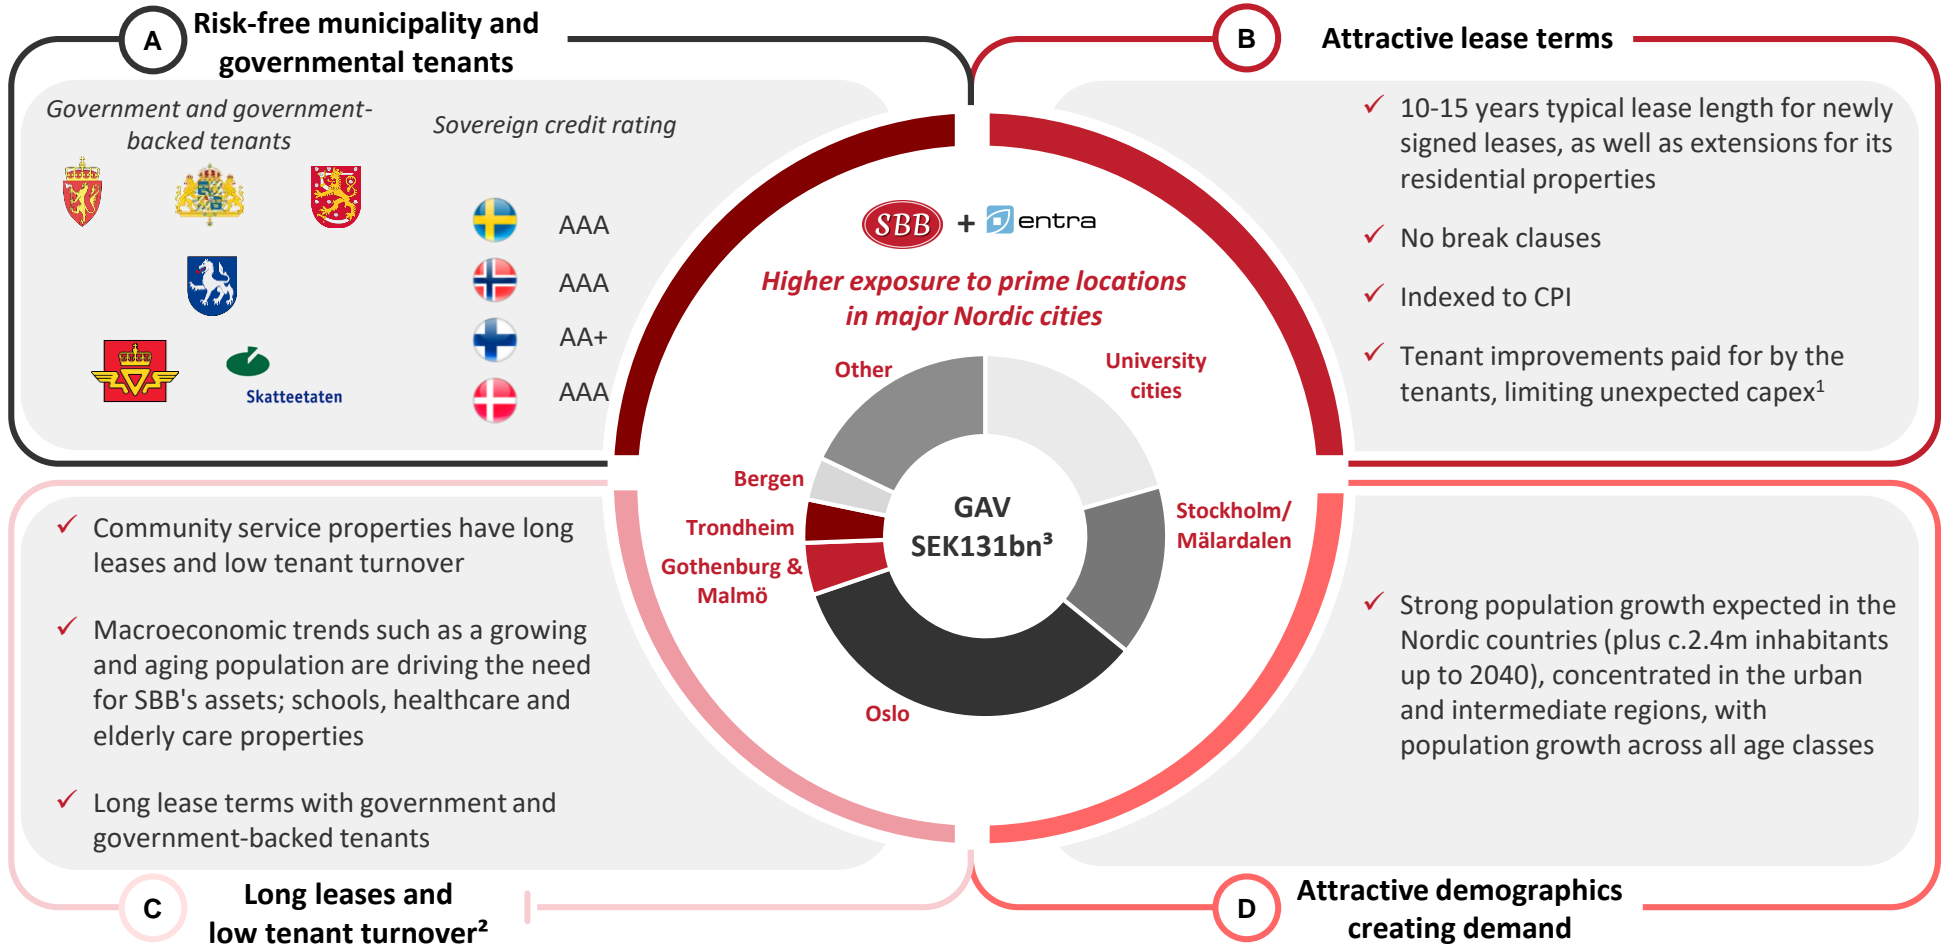 A
Risk-free municipality and
governmental tenants
Government and government-
backed tenants
Sovereign credit rating
Skatteetaten
AAA
AAA
AA+
AAA
B
Attractive lease terms
✓ 10-15 years typical lease length for newly
signed leases, as well as extensions for its
residential properties
✓ No break clauses
✓ Indexed to CPI
✓ Tenant improvements paid for by the
tenants, limiting unexpected capex¹
SBB + entra
Higher exposure to prime locations
in major Nordic cities
Other
University
cities
Bergen
Trondheim
Gothenburg &
Malmö
Stockholm/
Mälardalen
Oslo
GAV
SEK131bn³
✓ Community service properties have long
leases and low tenant turnover
✓ Macroeconomic trends such as a growing
and aging population are driving the need
for SBB's assets; schools, healthcare and
elderly care properties
✓ Long lease terms with government and
government-backed tenants
C
Long leases and
low tenant turnover²
✓ Strong population growth expected in the
Nordic countries (plus c.2.4m inhabitants
up to 2040), concentrated in the urban
and intermediate regions, with
population growth across all age classes
D
Attractive demographics
creating demand